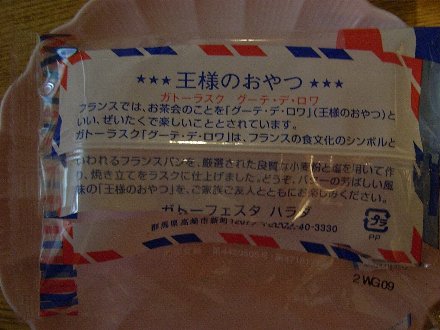 ★★★ 王様のおやつ ★★★
ガトーラスク グーテ・デ・ロワ
フランスでは、お茶会のことを「グーテ・デ・ロワ」(王様のおやつ)と
いい、ぜいたくで楽しいこととされています。
ガトーラスク「グーテ・デ・ロワ」は、フランスの食文化のシンボルと
いわれるフランスパンを、厳選された良質な小麦粉と塩を用いて作
り、焼き立てをラスクに仕上げました。どうぞ、バターの芳ばしい風
味の「王様のおやつ」を、ご家族ご友人とともにお楽しみください。
ガトーフェスタ ハラダ
群馬県高崎市新町1207 40-3330
プラ
PP
2WG09